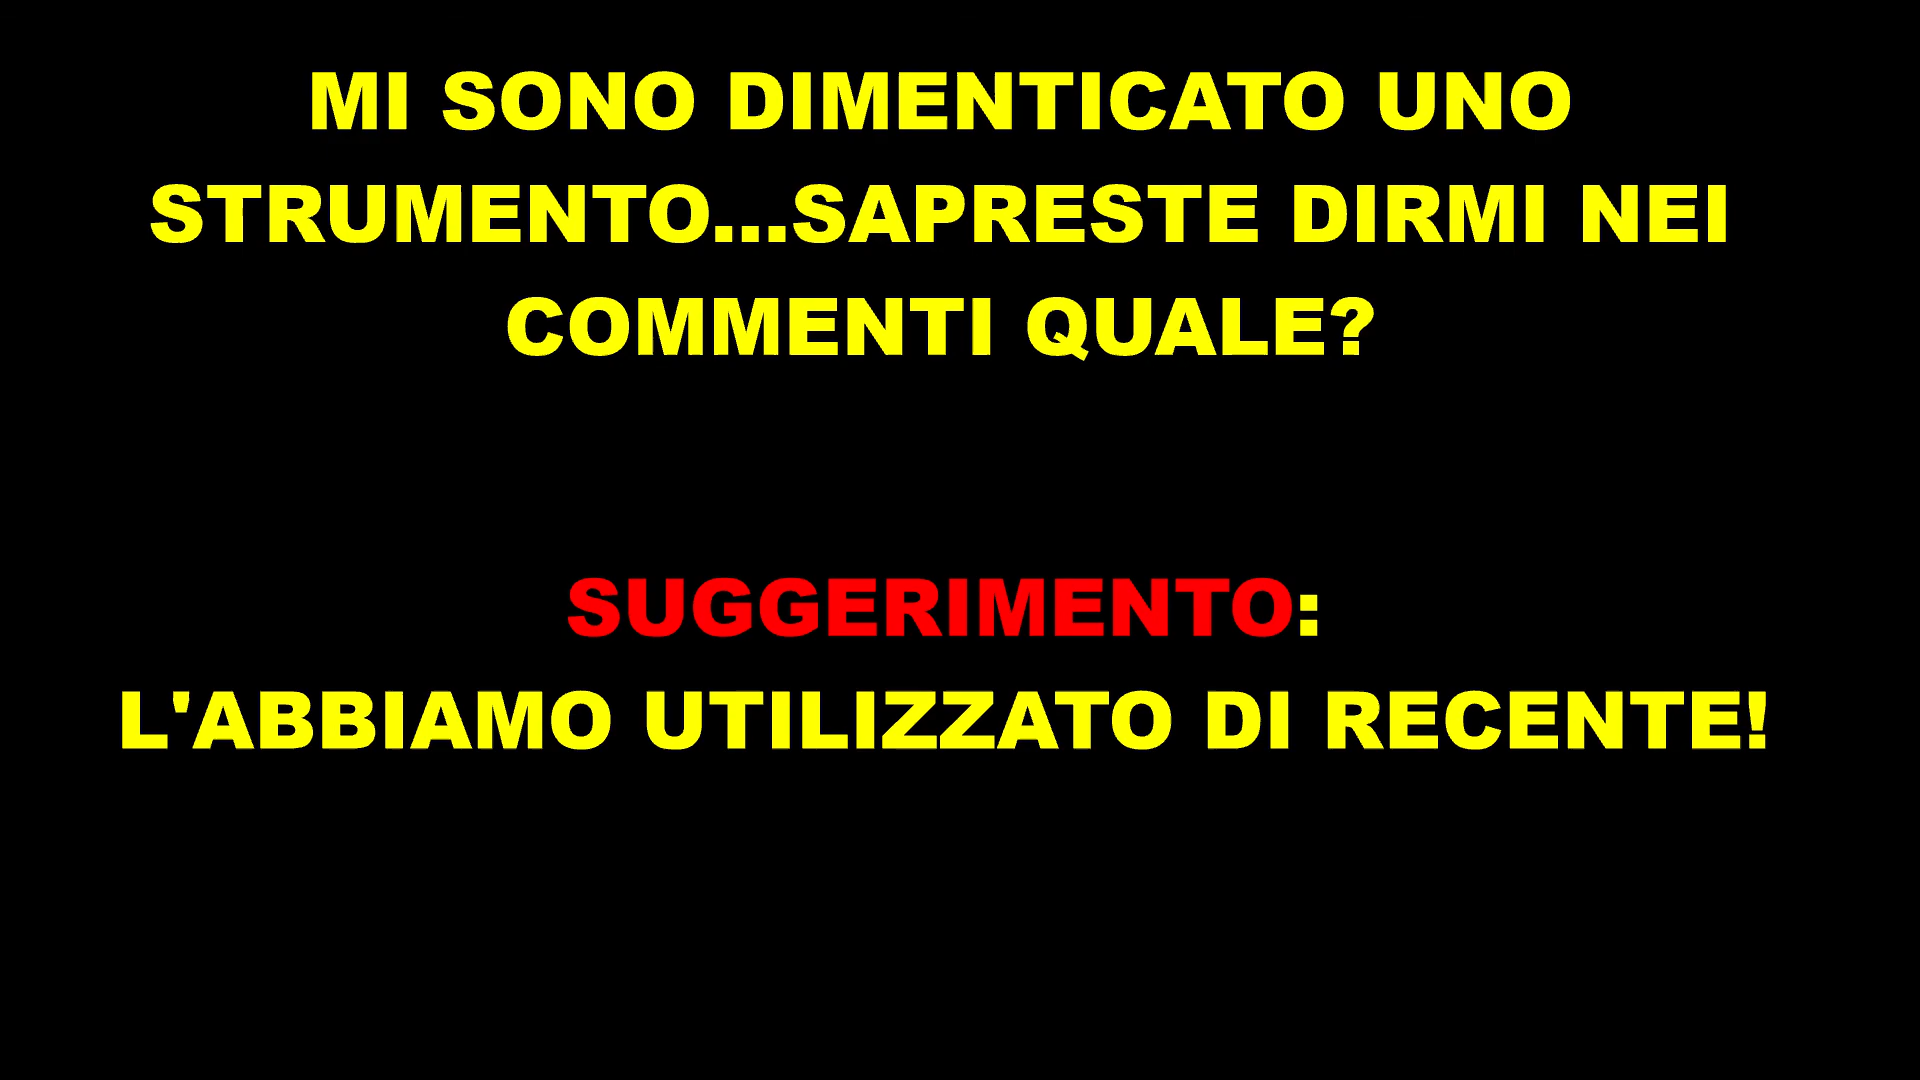 MI SONO DIMENTICATO UNO
STRUMENTO...SAPRESTE DIRMI NEI
COMMENTI QUALE?
SUGGERIMENTO:
L'ABBIAMO UTILIZZATO DI RECENTE!